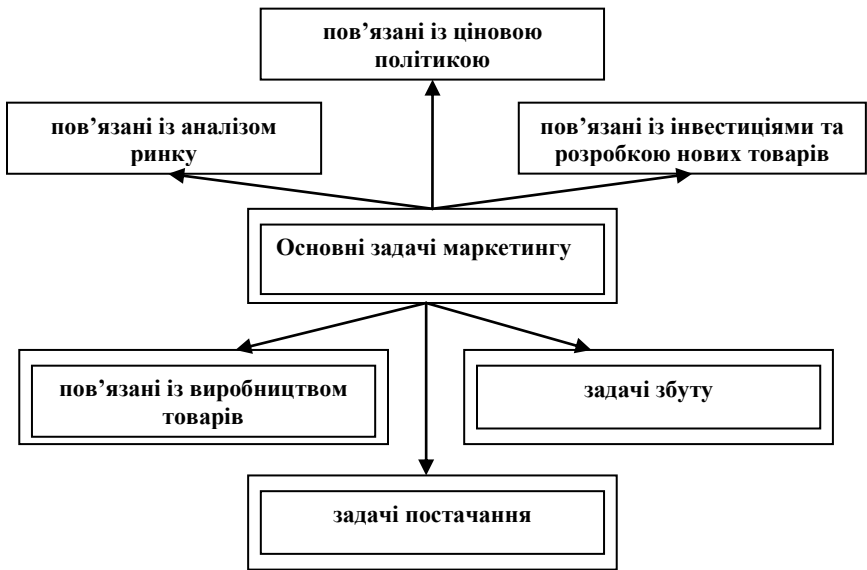 пов’язані із ціновою
політикою
пов’язані із аналізом
ринку
пов’язані із інвестиціями та
розробкою нових товарів
Основні задачі маркетингу
пов’язані із виробництвом
товарів
задачі збуту
задачі постачання